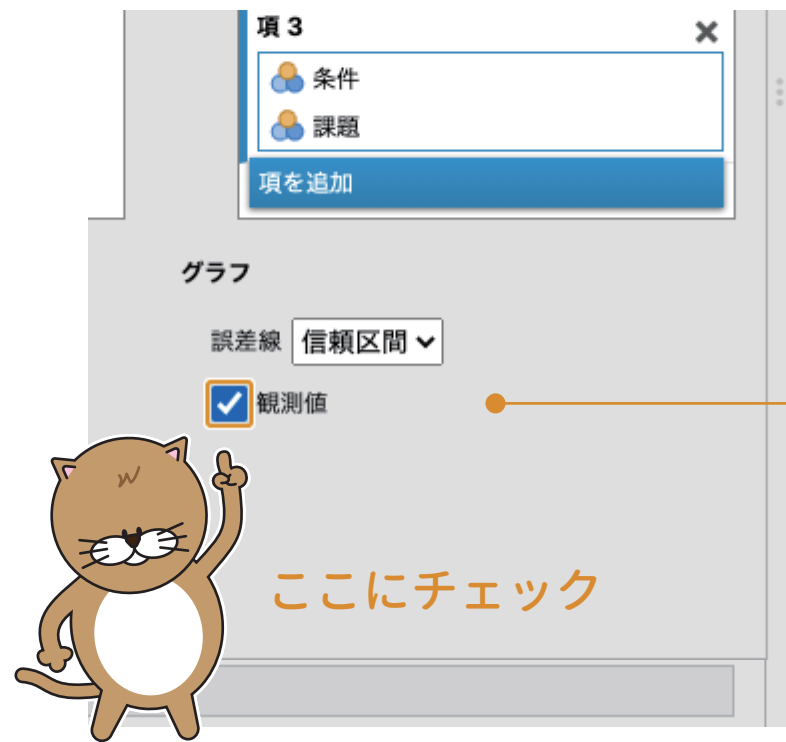 項 3
条件
課題
項を追加
グラフ
誤差線 信頼区間
観測値
ここにチェック